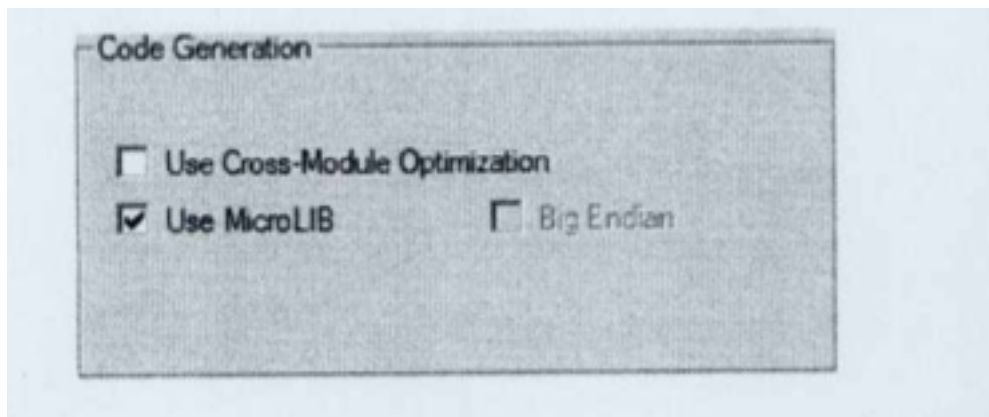 Code Generation
Use Cross-Module Optimization
Use MicroLIB Big Endian